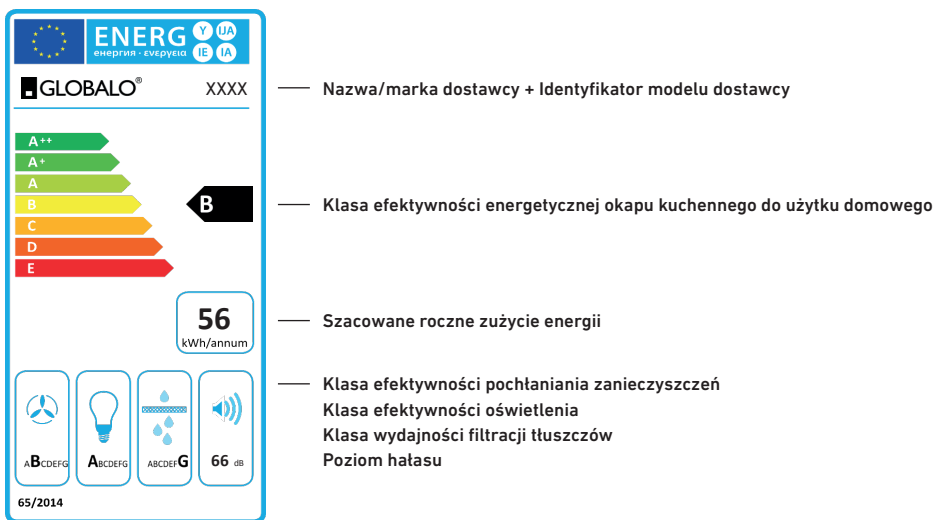 ENERG Y IJA
енергия · ενεργεια IE IA
GLOBALO® XXXX
Nazwa/marka dostawcy + Identyfikator modelu dostawcy
A++
A+
A
B
C
D
E
B
Klasa efektywności energetycznej okapu kuchennego do użytku domowego
56
kWh/annum
Szacowane roczne zużycie energii
Klasa efektywności pochłaniania zanieczyszczeń
Klasa efektywności oświetlenia
Klasa wydajności filtracji tłuszczów
Poziom hałasu
ABCDEFG ABCDEFG ABCDEFG 66 dB
65/2014